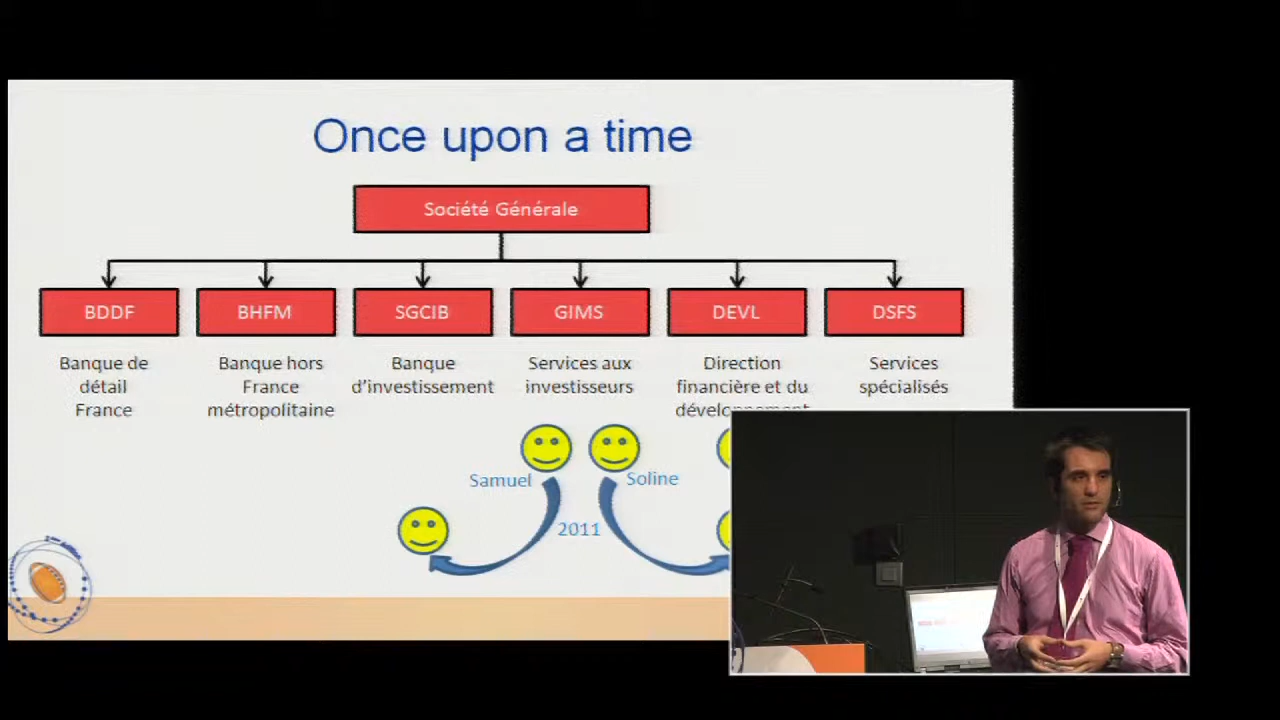 Once upon a time
Société Générale
BDDF
BHFM
SGCIB
GIMS
DEVL
DSFS
Banque de
détail
France
Banque hors
France
métropolitaine
Banque
d'investissement
Services aux
investisseurs
Direction
financière et du
développement
Services
spécialisés
Samuel
Soline
2011